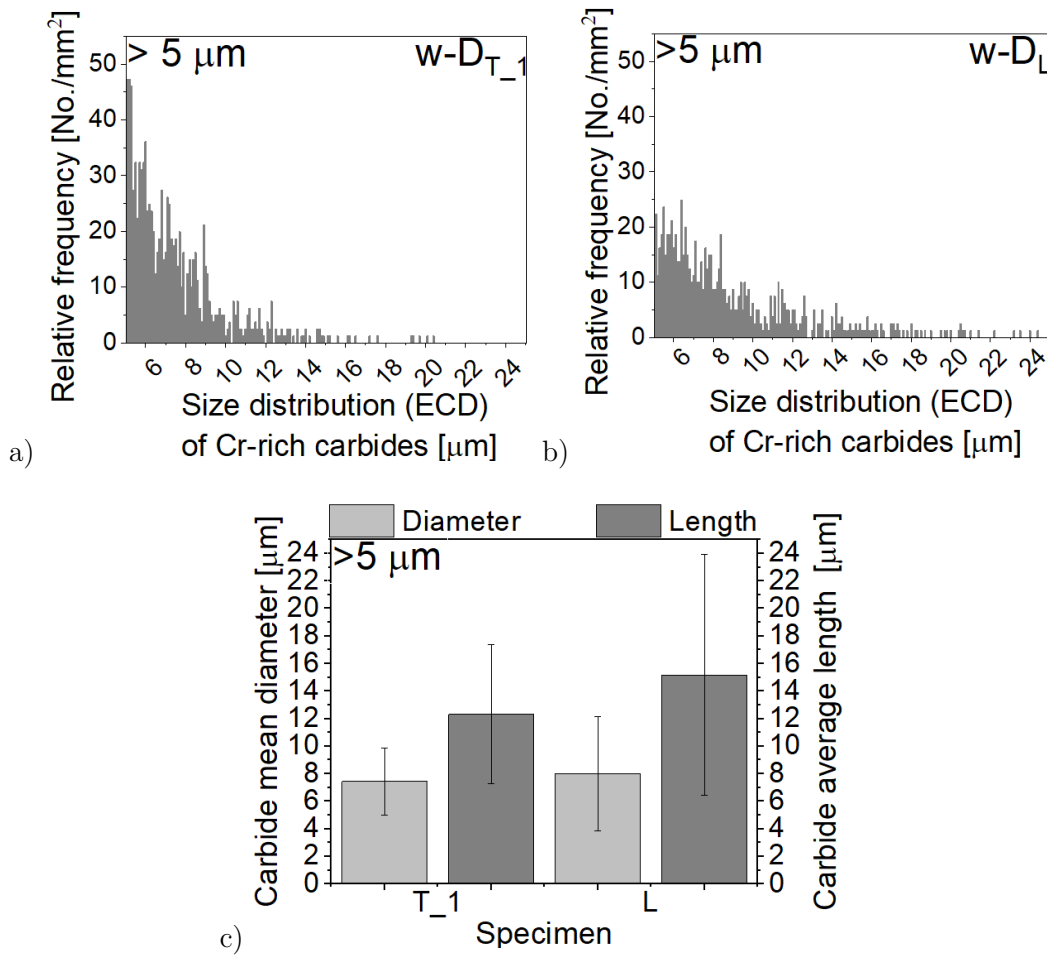 > 5 μm
w-D_T_1
50
40
30
20
10
0
Relative frequency [No./mm²]
6 8 10 12 14 16 18 20 22 24
Size distribution (ECD)
of Cr-rich carbides [μm]
a)
>5 μm
w-D_L
50
40
30
20
10
0
Relative frequency [No./mm²]
6 8 10 12 14 16 18 20 22 24
Size distribution (ECD)
of Cr-rich carbides [μm]
b)
Diameter
Length
>5 μm
Carbide mean diameter [μm]
24
22
20
18
16
14
12
10
8
6
4
2
0
24
22
20
18
16
14
12
10
8
6
4
2
0
Carbide average length [μm]
T_1 L
Specimen
c)